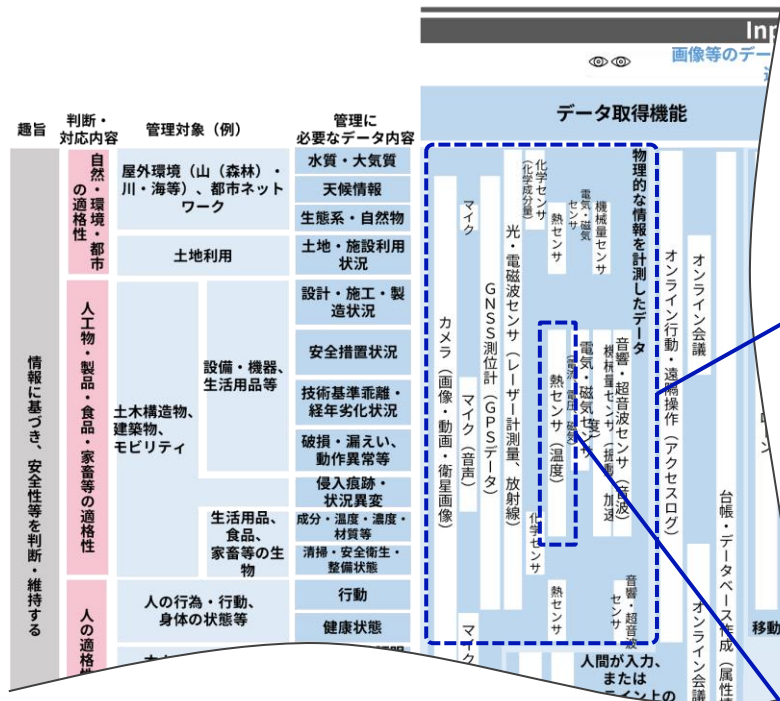 Inp
画像等のデー
データ取得機能
趣旨
判断・
対応内容
管理対象（例）
管理に
必要なデータ内容
情報に基づき、安全性等を判断・維持する
自然・環境・都市
の適格性
屋外環境（山（森林）・
川・海等）、都市ネット
ワーク
土地利用
水質・大気質
天候情報
生態系・自然物
土地・施設利用
状況
人工物・製品・食品・家畜等の適格性
土木構造物、
建築物、
モビリティ
設備・機器、
生活用品等
生活用品、
食品、
家畜等の生
物
設計・施工・製
造状況
安全措置状況
技術基準乖離・
経年劣化状況
破損・漏えい、
動作異常等
侵入痕跡・
状況異変
成分・温度・濃度・
材質等
清掃・安全衛生・
整備状態
人の適格性
人の行為・行動、
身体の状態等
行動
健康状態
カメラ（画像・動画・衛星画像）
マイク
マイク（音声）
マイク
ＧＮＳＳ測位計（ＧＰＳデータ）
光・電磁波センサ（レーザー計測量、放射線）
化学センサ
（化学成分量）
化学センサ
熱センサ
熱センサ（温度）
熱センサ
電気・磁気
センサ
電気・磁気センサ
（電流、電圧、磁気）
機械量センサ
機械量センサ（振動、加速
度）
音響・超音波センサ（音波）
音響・超音波
センサ
物理的な情報を計測したデータ
人間が入力、
または
ライン上の
オンライン行動・遠隔操作（アクセスログ）
オンライン会議
オンライン会議
台帳・データベース作成（属性情
移動